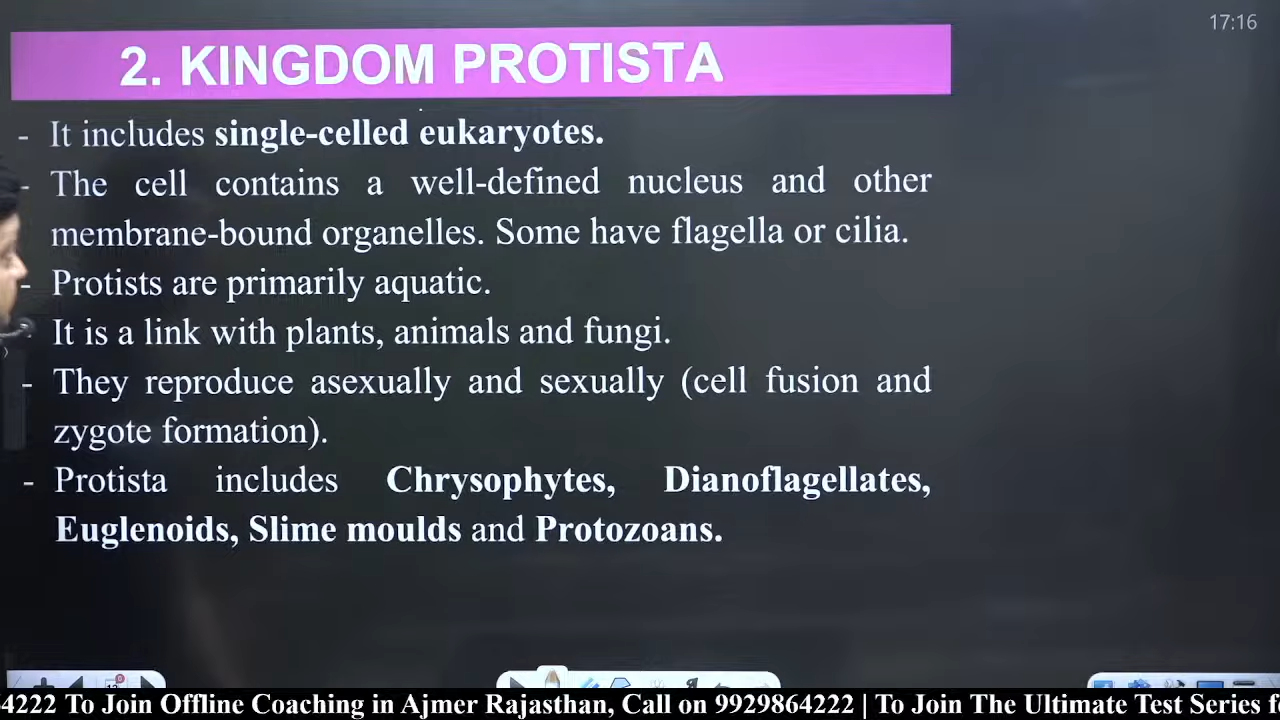 17:16
2. KINGDOM PROTISTA
- It includes single-celled eukaryotes.
- The cell contains a well-defined nucleus and other
membrane-bound organelles. Some have flagella or cilia.
- Protists are primarily aquatic.
- It is a link with plants, animals and fungi.
- They reproduce asexually and sexually (cell fusion and
zygote formation).
- Protista includes Chrysophytes, Dianoflagellates,
Euglenoids, Slime moulds and Protozoans.
64222 To Join Offline Coaching in Ajmer Rajasthan, Call on 9929864222 | To Join The Ultimate Test Series f